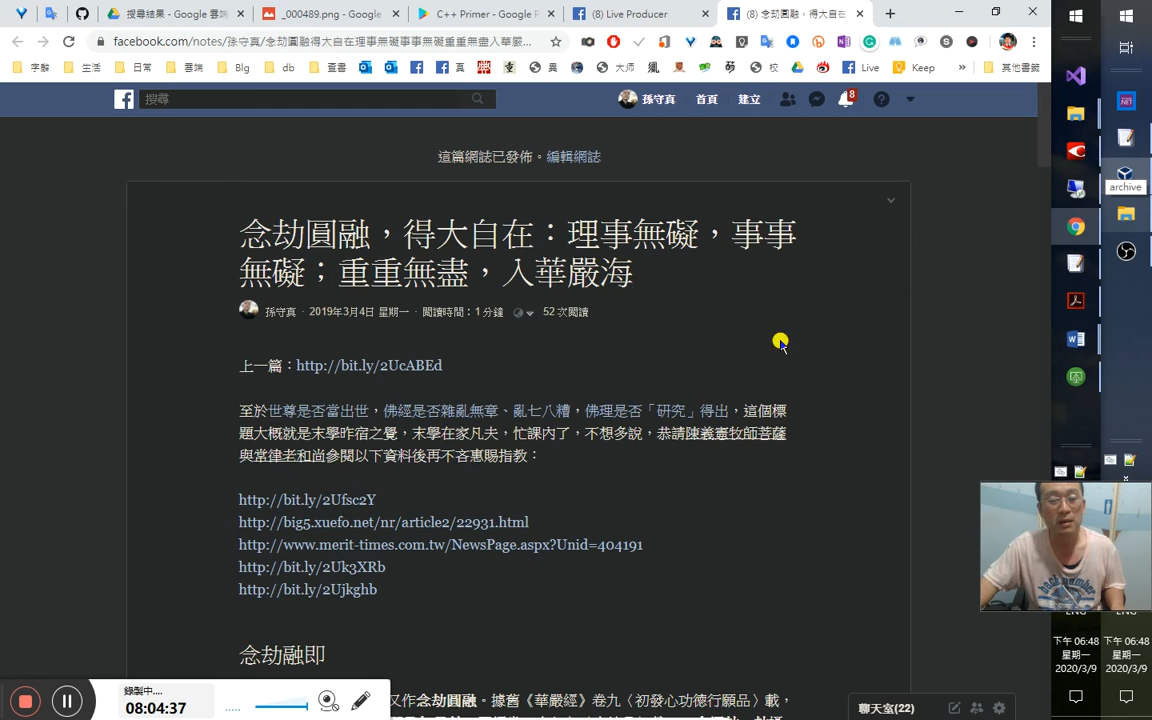 搜尋結果 - Google 雲端
_000489.png - Google
C++ Primer - Google P
(8) Live Producer
(8) 念劫圓融，得大自在
facebook.com/notes/孫守真/念劫圓融得大自在理事無礙事事無礙重重無盡入華嚴...
字辭
生活
日常
雲端
Blg
db
查書
真
異
大师
校
Live
Keep
»
其他書籤
搜尋
孫守真
首頁
建立
8
這篇網誌已發佈。編輯網誌
archive
念劫圓融，得大自在：理事無礙，事事
無礙；重重無盡，入華嚴海
孫守真 · 2019年3月4日 星期一 · 閱讀時間：1 分鐘
52 次閱讀
上一篇：http://bit.ly/2UcABEd
至於世尊是否當出世，佛經是否雜亂無章、亂七八糟，佛理是否「研究」得出，這個標
題大概就是末學昨宿之覺，末學在家凡夫，忙課內了，不想多說，恭請陳義憲牧師菩薩
與常律老和尚參閱以下資料後再不吝惠賜指教：
http://bit.ly/2Ufsc2Y
http://big5.xuefo.net/nr/article2/22931.html
http://www.merit-times.com.tw/NewsPage.aspx?Unid=404191
http://bit.ly/2Uk3XRb
http://bit.ly/2Ujkghb
念劫融即
又作念劫圓融。據舊《華嚴經》卷九〈初發心功德行願品〉載，
錄製中....
08:04:37
聊天室(22)
ENG
ENG
下午 06:48
星期一
2020/3/9
下午 06:48
星期一
2020/3/9